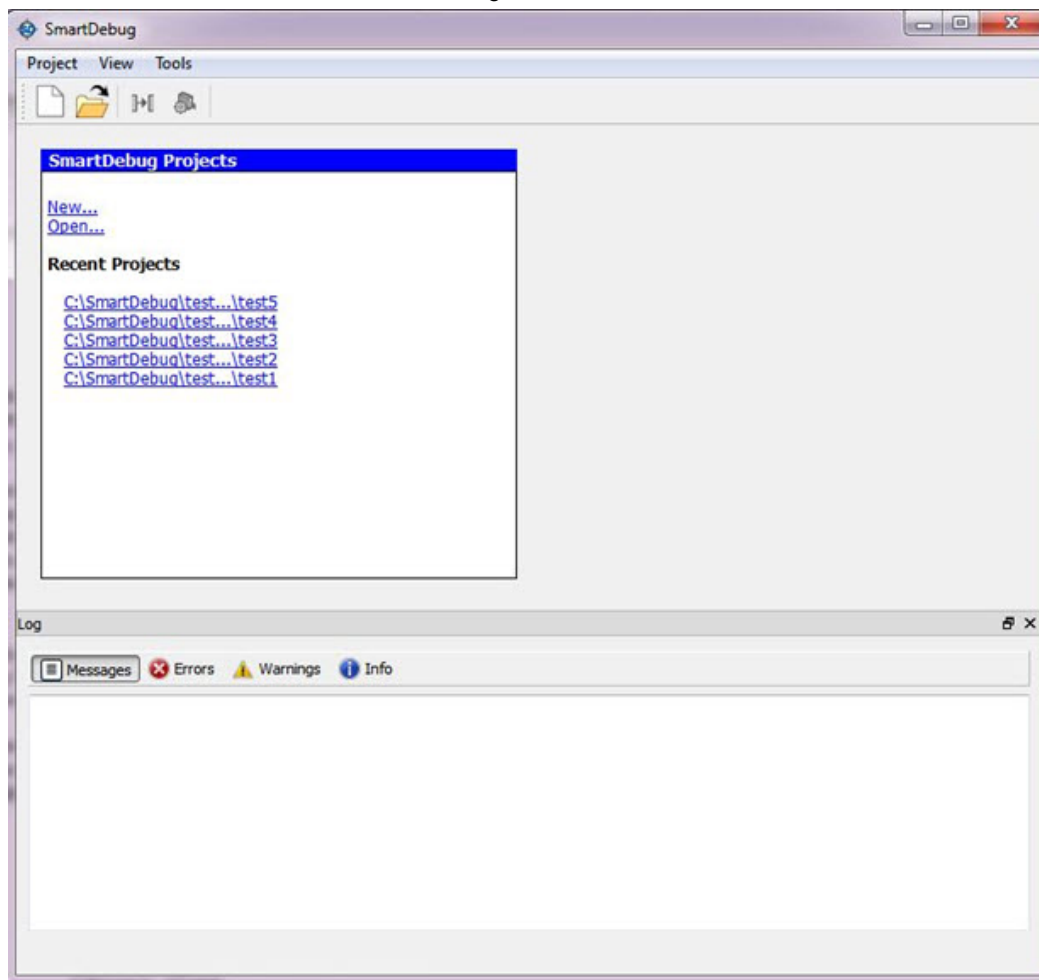 SmartDebug
Project View Tools
SmartDebug Projects
New...
Open...
Recent Projects
C:\SmartDebug\test...\test5
C:\SmartDebug\test...\test4
C:\SmartDebug\test...\test3
C:\SmartDebug\test...\test2
C:\SmartDebug\test...\test1
Log
Messages Errors Warnings Info